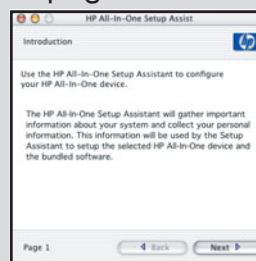 HP All-In-One Setup Assist
Introduction
hp
Use the HP All-In-One Setup Assistant to configure
your HP All-In-One device.
The HP All-In-One Setup Assistant will gather important
information about your system and collect your personal
information. This information will be used by the Setup
Assistant to setup the selected HP All-In-One device and
the bundled software.
Page 1
Back
Next